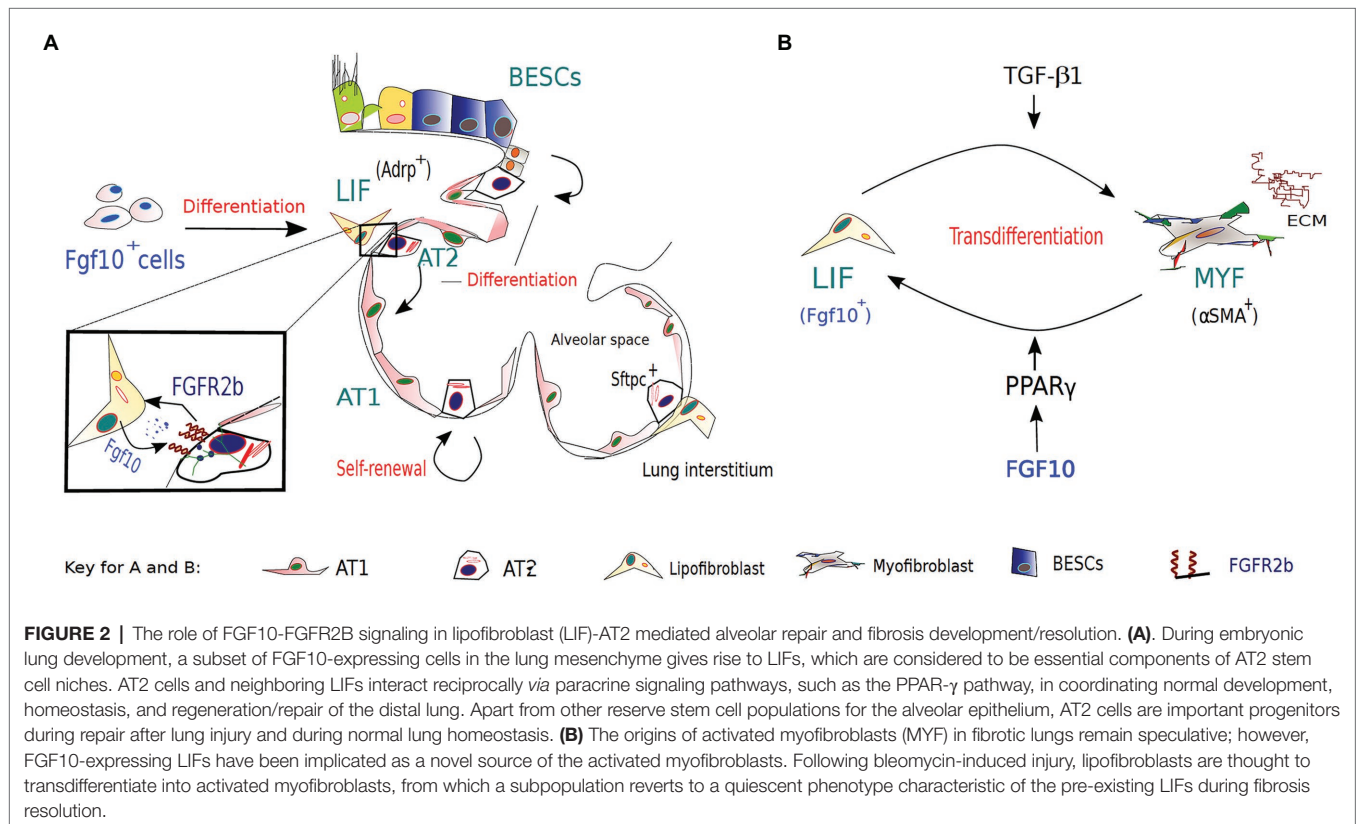 A
B
BESCs
TGF-β1
(Adrp+)
LIF
Differentiation
Fgf10+ cells
AT2
Differentiation
ECM
Transdifferentiation
LIF
(Fgf10+)
MYF
(αSMA+)
FGFR2b
Fgf10
Alveolar space
Sftpc+
AT1
PPARγ
Self-renewal
Lung interstitium
FGF10
Key for A and B:
AT1
AT2
Lipofibroblast
Myofibroblast
BESCs
FGFR2b
FIGURE 2 | The role of FGF10-FGFR2B signaling in lipofibroblast (LIF)-AT2 mediated alveolar repair and fibrosis development/resolution. (A). During embryonic
lung development, a subset of FGF10-expressing cells in the lung mesenchyme gives rise to LIFs, which are considered to be essential components of AT2 stem
cell niches. AT2 cells and neighboring LIFs interact reciprocally via paracrine signaling pathways, such as the PPAR-γ pathway, in coordinating normal development,
homeostasis, and regeneration/repair of the distal lung. Apart from other reserve stem cell populations for the alveolar epithelium, AT2 cells are important progenitors
during repair after lung injury and during normal lung homeostasis. (B) The origins of activated myofibroblasts (MYF) in fibrotic lungs remain speculative; however,
FGF10-expressing LIFs have been implicated as a novel source of the activated myofibroblasts. Following bleomycin-induced injury, lipofibroblasts are thought to
transdifferentiate into activated myofibroblasts, from which a subpopulation reverts to a quiescent phenotype characteristic of the pre-existing LIFs during fibrosis
resolution.